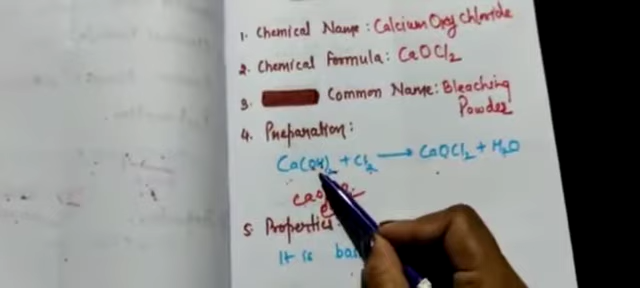 1. Chemical Name: Calcium Oxy chloride
2. Chemical Formula: CaOCl2
3. Common Name: Bleaching
Powder
4. Preparation:
Ca(OH)2 + Cl2 → CaOCl2 + H2O
5. Properties
It is